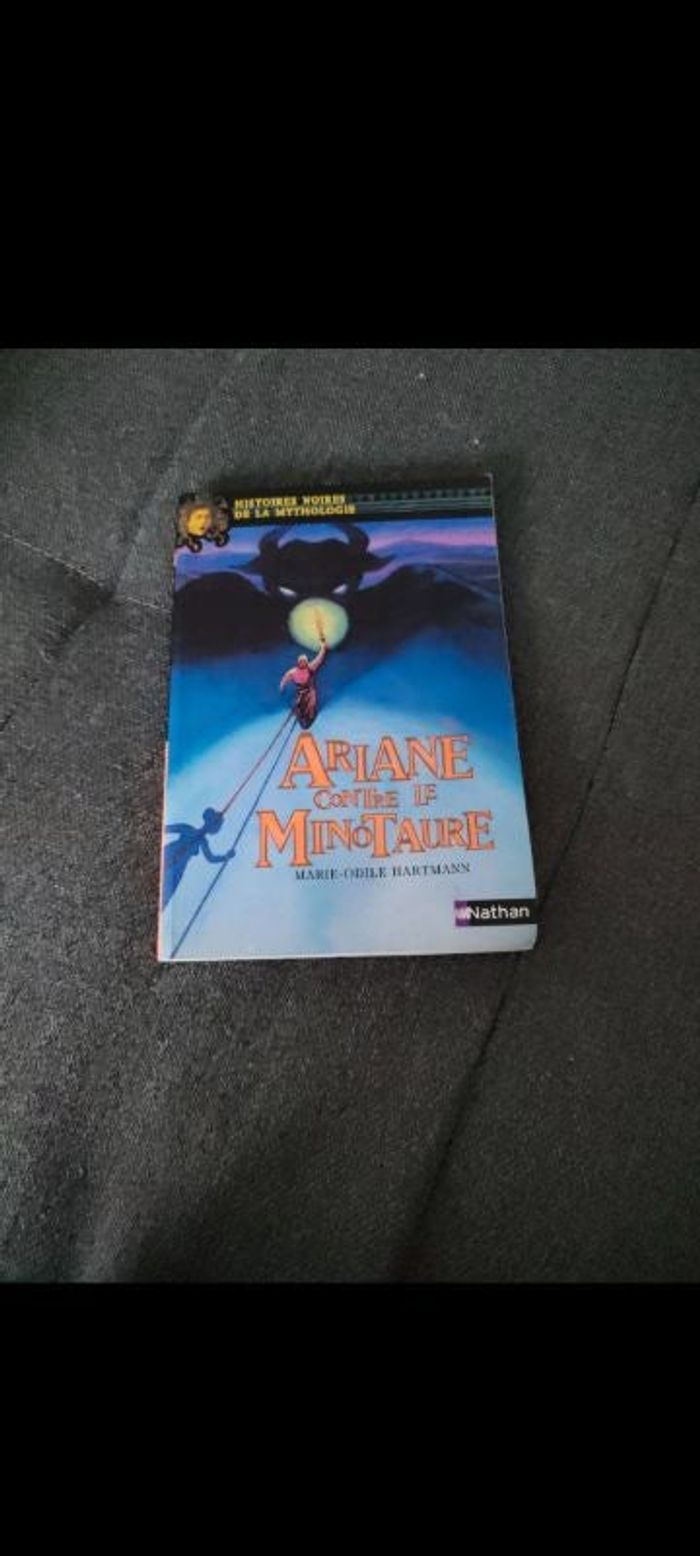 HISTOIRES NOIRES
DE LA MYTHOLOGIE
ARIANE
CONTRE LE
MINOTAURE
MARIE-ODILE HARTMANN
Nathan